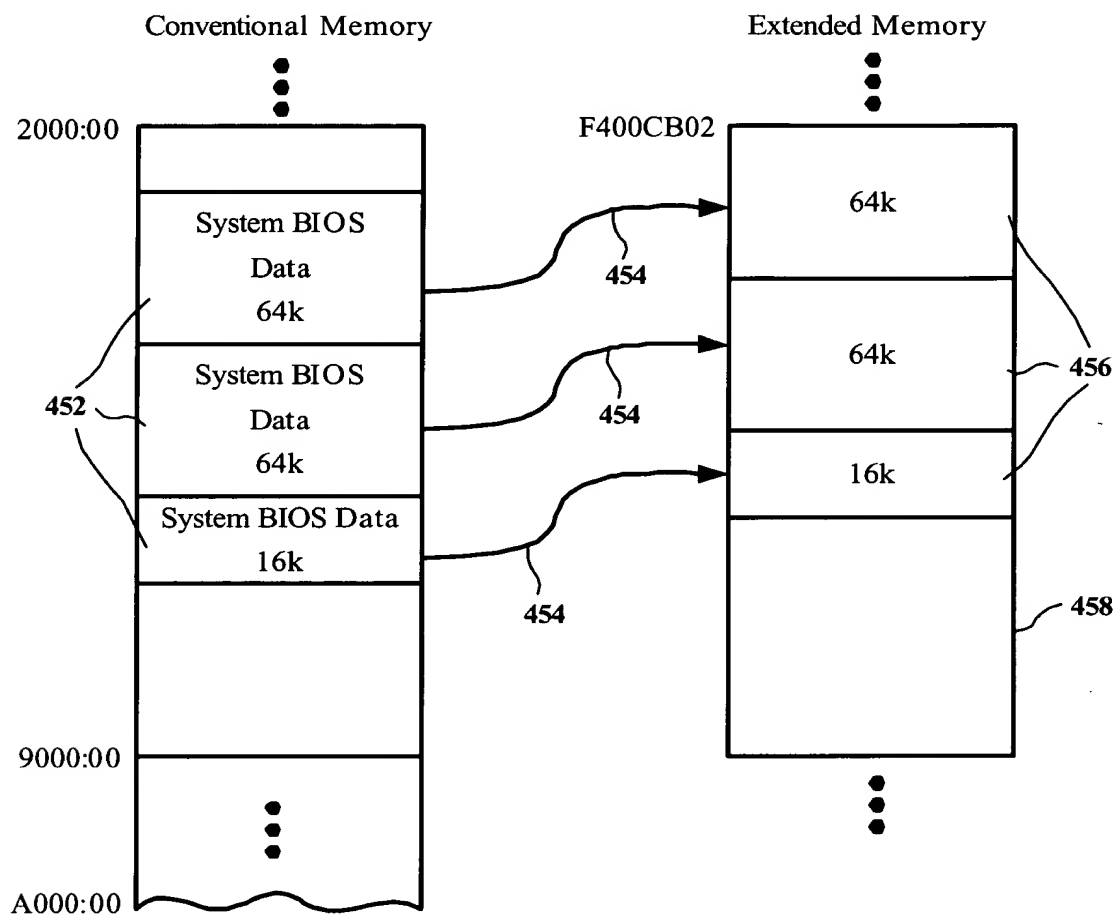 Conventional Memory
Extended Memory
2000:00
F400CB02
System BIOS
Data
64k
64k
454
System BIOS
Data
64k
64k
452
454
456
System BIOS Data
16k
16k
454
458
9000:00
A000:00